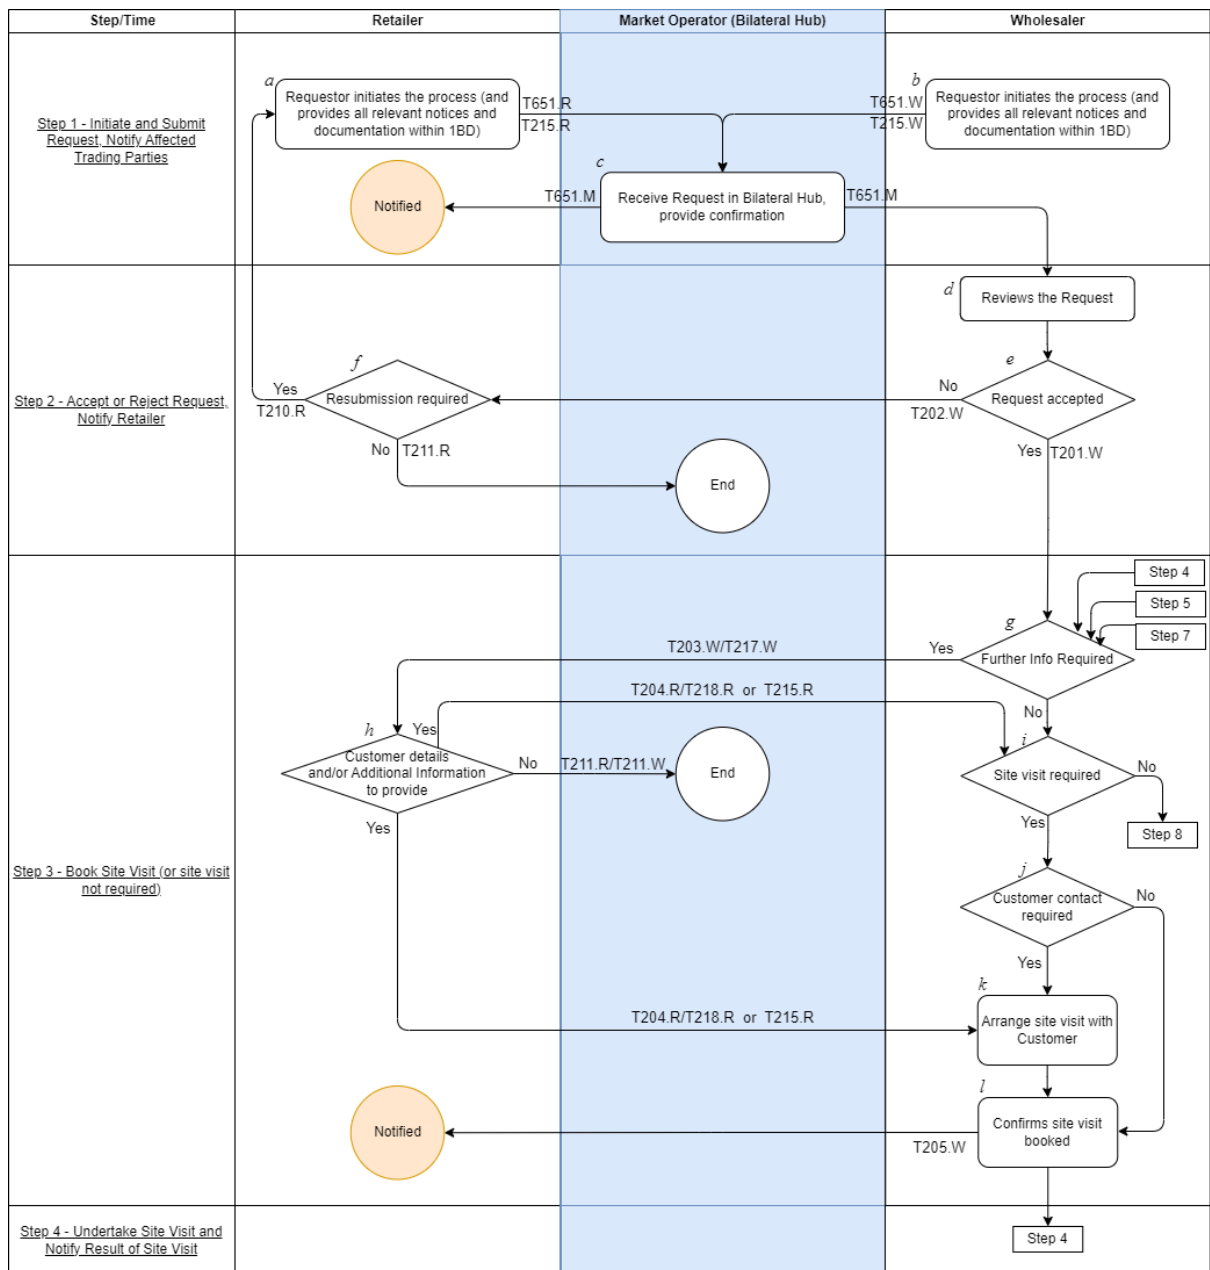 Step/Time
Retailer
Market Operator (Bilateral Hub)
Wholesaler
Step 1 - Initiate and Submit
Request, Notify Affected
Trading Parties
a
Requestor initiates the process (and
provides all relevant notices and
documentation within 1BD)
T651.R
T215.R
b
T651.W
T215.W
Requestor initiates the process (and
provides all relevant notices and
documentation within 1BD)
c
Notified
T651.M
Receive Request in Bilateral Hub,
provide confirmation
T651.M
d
Reviews the Request
Step 2 - Accept or Reject Request,
Notify Retailer
f
Yes
T210.R
Resubmission required
No
T211.R
e
No
T202.W
Request accepted
Yes
T201.W
End
Step 3 - Book Site Visit (or site visit
not required)
Step 4
Step 5
Step 7
g
T203.W/T217.W
Yes
Further Info Required
T204.R/T218.R or T215.R
No
h
Yes
Customer details
and/or Additional Information
to provide
No
T211.R/T211.W
End
Yes
i
Site visit required
No
Step 8
Yes
j
Customer contact
required
No
Yes
k
T204.R/T218.R or T215.R
Arrange site visit with
Customer
l
Notified
T205.W
Confirms site visit
booked
Step 4 - Undertake Site Visit and
Notify Result of Site Visit
Step 4